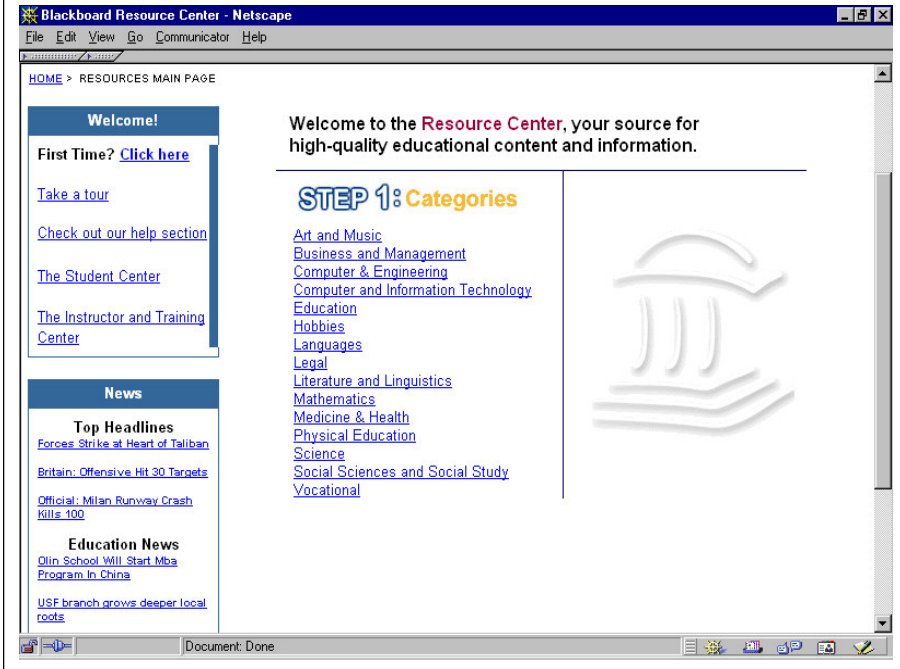 Blackboard Resource Center - Netscape
File Edit View Go Communicator Help
HOME > RESOURCES MAIN PAGE
Welcome!
First Time? Click here
Take a tour
Check out our help section
The Student Center
The Instructor and Training
Center
News
Top Headlines
Forces Strike at Heart of Taliban
Britain: Offensive Hit 30 Targets
Official: Milan Runway Crash
Kills 100
Education News
Olin School Will Start Mba
Program In China
USF branch grows deeper local
roots
Welcome to the Resource Center, your source for
high-quality educational content and information.
STEP 1: Categories
Art and Music
Business and Management
Computer & Engineering
Computer and Information Technology
Education
Hobbies
Languages
Legal
Literature and Linguistics
Mathematics
Medicine & Health
Physical Education
Science
Social Sciences and Social Study
Vocational
Document: Done